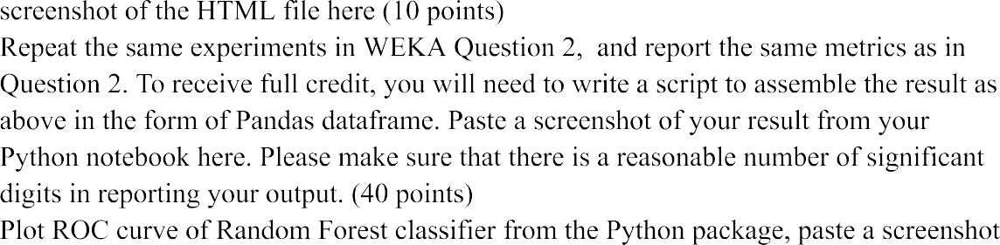 screenshot of the HTML file here (10 points)
Repeat the same experiments in WEKA Question 2,  and report the same metrics as in
Question 2. To receive full credit, you will need to write a script to assemble the result as
above in the form of Pandas dataframe. Paste a screenshot of your result from your
Python notebook here. Please make sure that there is a reasonable number of significant
digits in reporting your output. (40 points)
Plot ROC curve of Random Forest classifier from the Python package, paste a screenshot